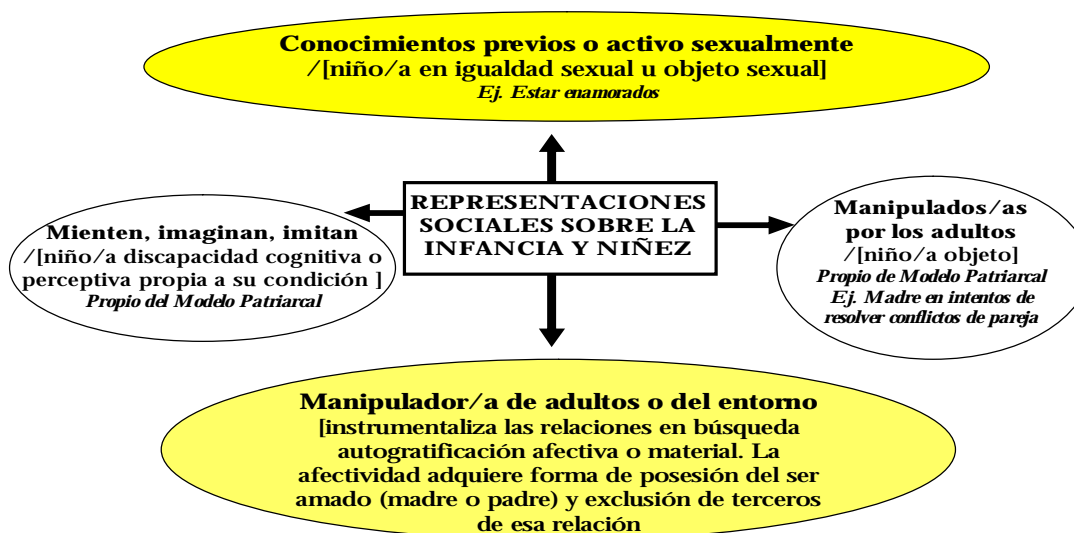 Conocimientos previos o activo sexualmente
/[niño/a en igualdad sexual u objeto sexual]
Ej. Estar enamorados
REPRESENTACIONES
SOCIALES SOBRE LA
INFANCIA Y NIÑEZ
Mienten, imaginan, imitan
/[niño/a discapacidad cognitiva o
perceptiva propia a su condición ]
Propio del Modelo Patriarcal
Manipulados/as
por los adultos
/[niño/a objeto]
Propio de Modelo Patriarcal
Ej. Madre en intentos de
resolver conflictos de pareja
Manipulador/a de adultos o del entorno
[instrumentaliza las relaciones en búsqueda
autogratificación afectiva o material. La
afectividad adquiere forma de posesión del ser
amado (madre o padre) y exclusión de terceros
de esa relación